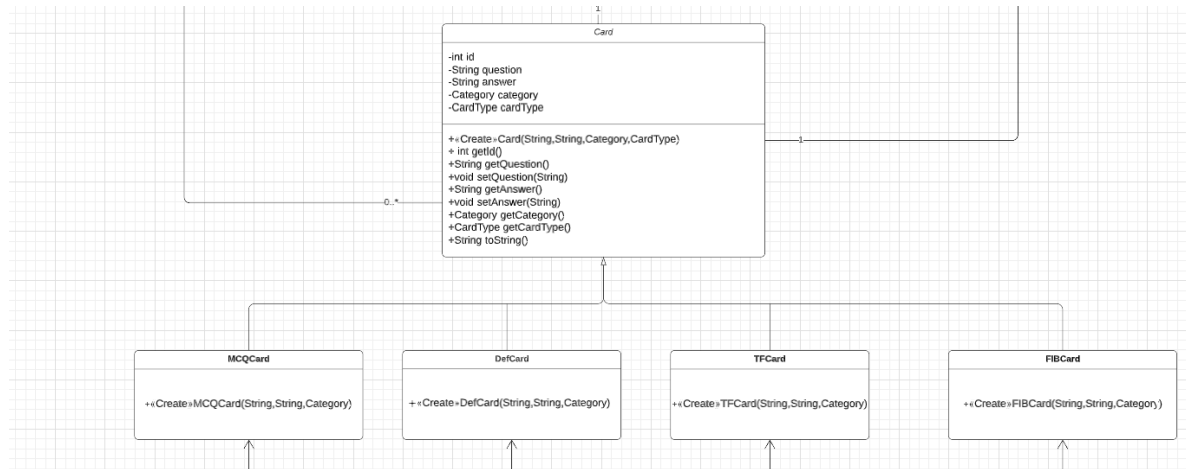 1
Card
-int id
-String question
-String answer
-Category category
-CardType cardType
+«Create»Card(String,String,Category,CardType)
+ int getId()
+String getQuestion()
+void setQuestion(String)
+String getAnswer()
+void setAnswer(String)
+Category getCategory()
+CardType getCardType()
+String toString()
1
0..*
MCQCard
+«Create»MCQCard(String,String,Category)
DefCard
+«Create»DefCard(String,String,Category)
TFCard
+«Create»TFCard(String,String,Category)
FIBCard
+«Create»FIBCard(String,String,Category)